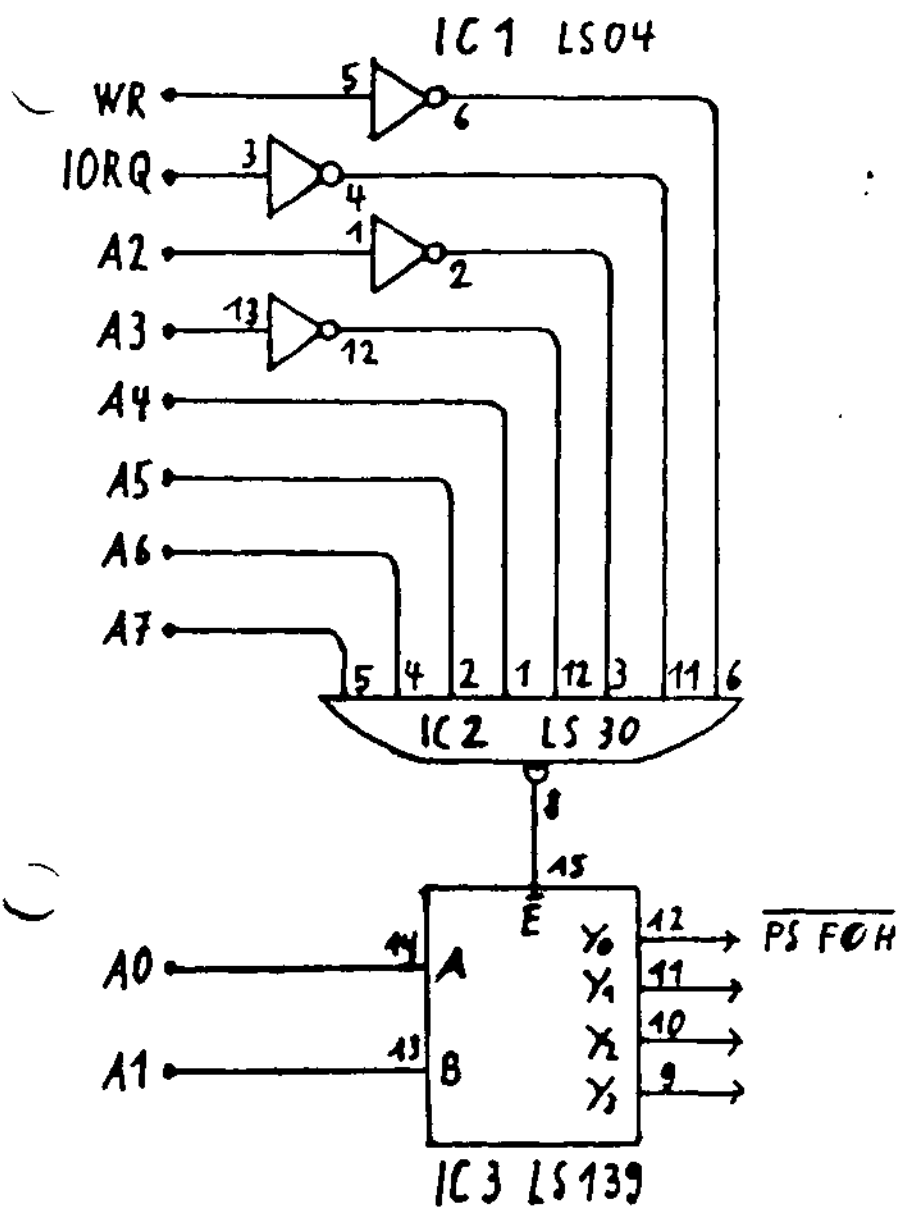 IC1 LS04
WR 5 6
IORQ 3 4
A2 1 2
A3 13 12
A4
A5
A6
A7
5 4 2 1 12 3 11 6
IC2 LS30
8
15
E
A0 14 A
A1 13 B
Y0 12 PS F0H
Y1 11
Y2 10
Y3 9
IC3 LS139